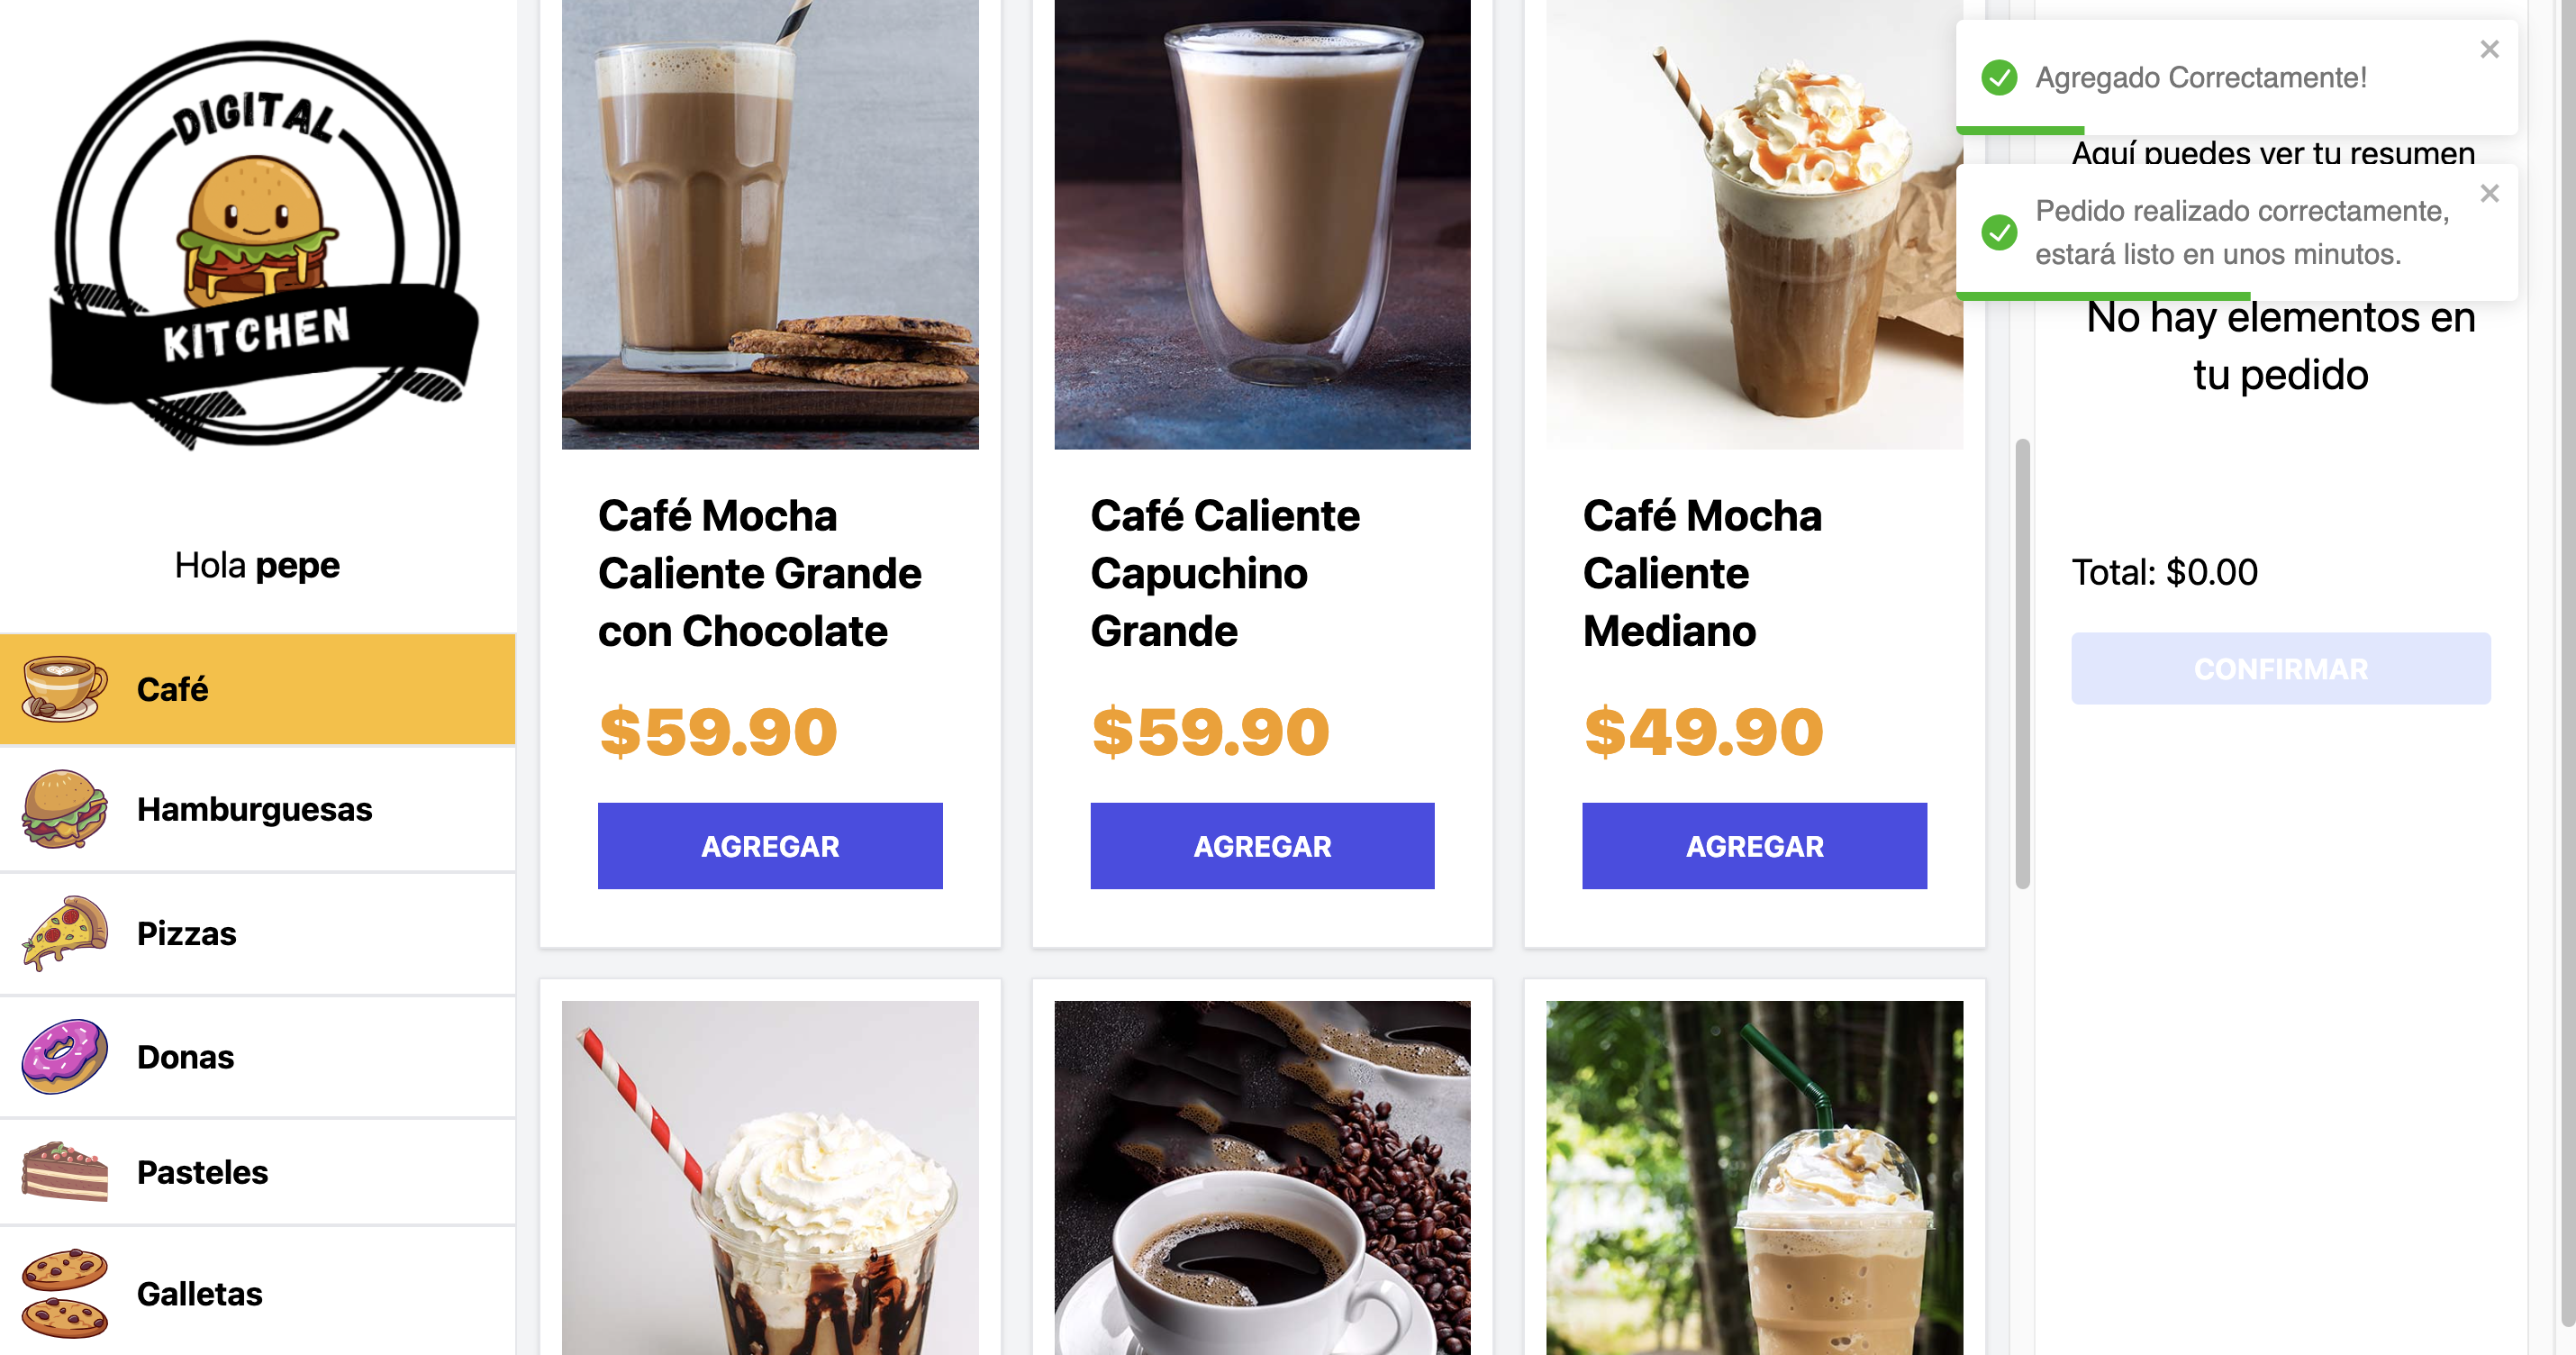 DIGITAL
KITCHEN
Hola pepe
Café
Hamburguesas
Pizzas
Donas
Pasteles
Galletas
Café Mocha
Caliente Grande
con Chocolate
$59.90
AGREGAR
Café Caliente
Capuchino
Grande
$59.90
AGREGAR
Café Mocha
Caliente
Mediano
$49.90
AGREGAR
Agregado Correctamente!
Aquí puedes ver tu resumen
Pedido realizado correctamente,
estará listo en unos minutos.
No hay elementos en
tu pedido
Total: $0.00
CONFIRMAR